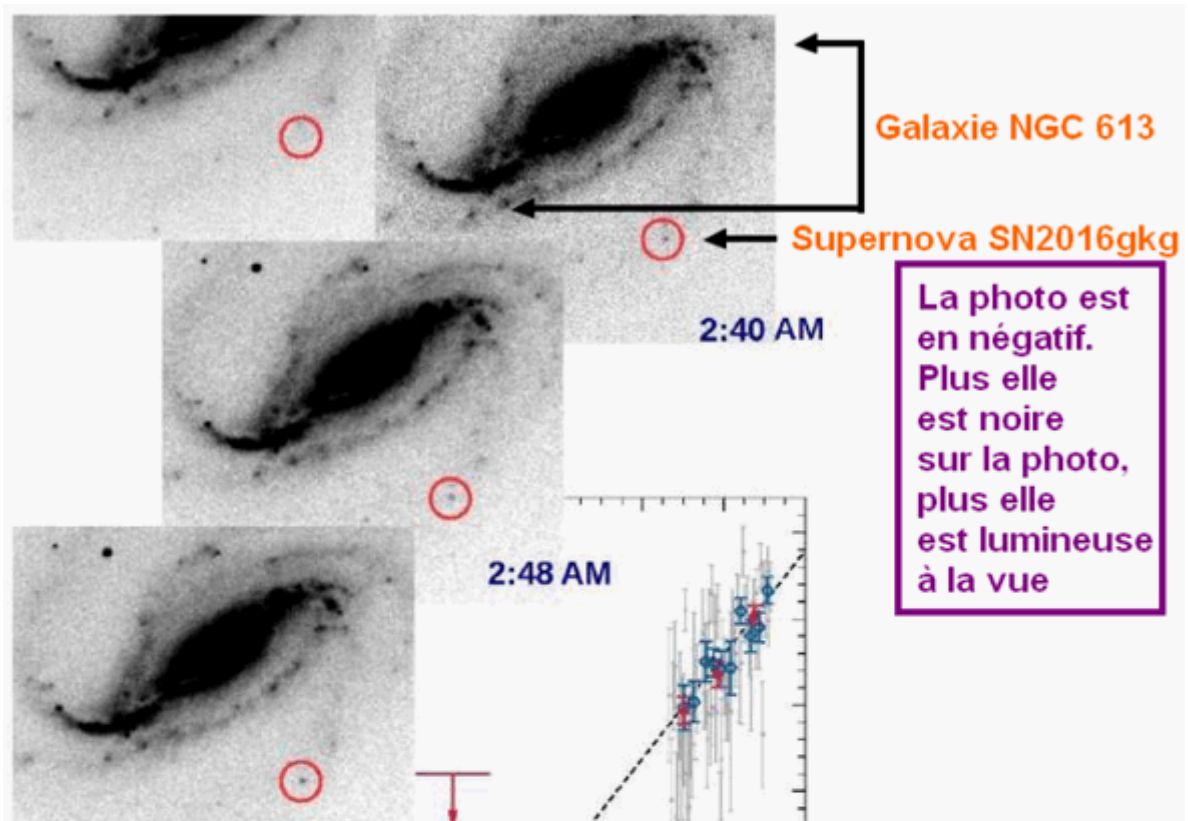 Galaxie NGC 613
Supernova SN2016gkg
2:40 AM
La photo est
en négatif.
Plus elle
est noire
sur la photo,
plus elle
est lumineuse
à la vue
2:48 AM